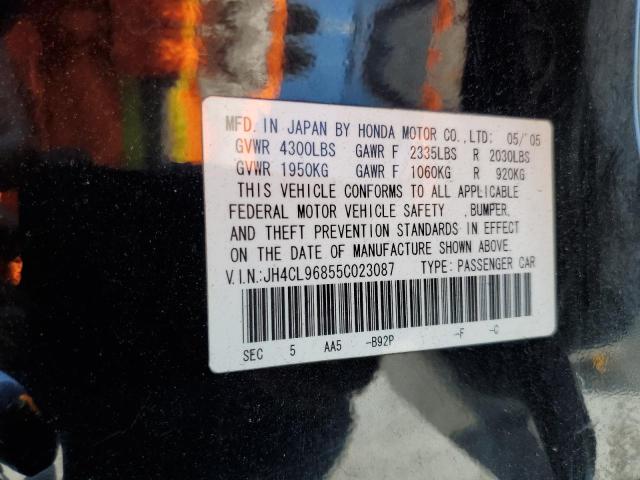 MFD. IN JAPAN BY HONDA MOTOR CO., LTD. 05/'05
GVWR 4300LBS GAWR F 2335LBS R 2030LBS
GVWR 1950KG GAWR F 1060KG R 920KG
THIS VEHICLE CONFORMS TO ALL APPLICABLE
FEDERAL MOTOR VEHICLE SAFETY ,BUMPER,
AND THEFT PREVENTION STANDARDS IN EFFECT
ON THE DATE OF MANUFACTURE SHOWN ABOVE.
V.I.N.:JH4CL96855C023087 TYPE: PASSENGER CAR
SEC 5 AA5 -B92P -F -C